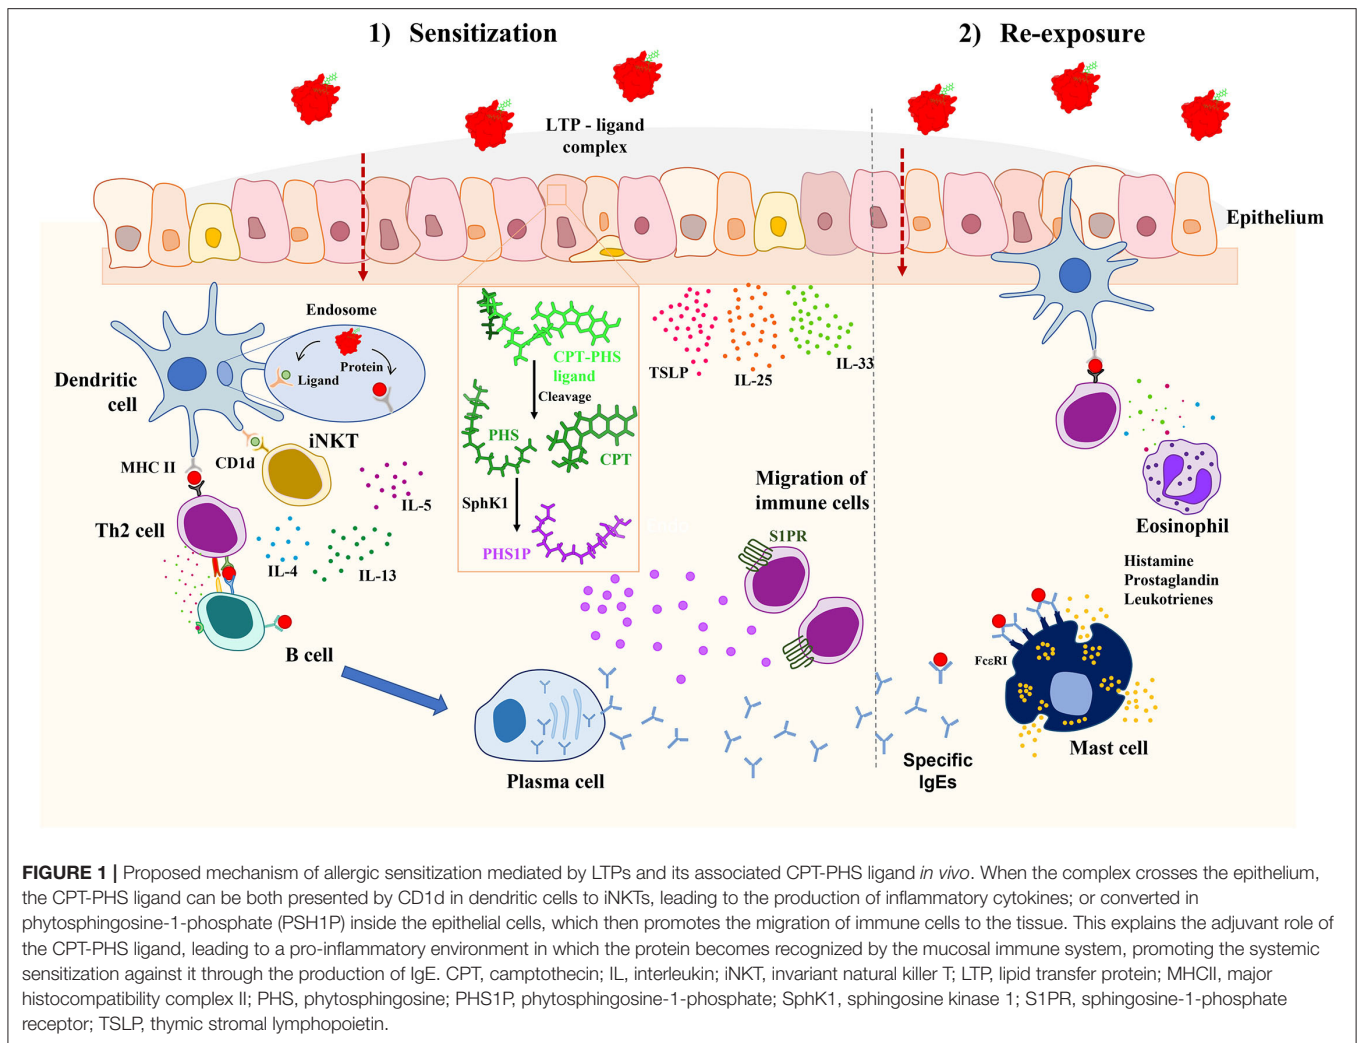 1) Sensitization
2) Re-exposure
LTP - ligand
complex
Epithelium
Endosome
Ligand
Protein
Dendritic
cell
iNKT
MHC II
CD1d
IL-5
Th2 cell
IL-4
IL-13
B cell
CPT-PHS
ligand
Cleavage
PHS
CPT
SphK1
PHS1P
TSLP
IL-25
IL-33
Migration of
immune cells
S1PR
Plasma cell
Eosinophil
Histamine
Prostaglandin
Leukotrienes
FcεRI
Mast cell
Specific
IgEs
FIGURE 1 | Proposed mechanism of allergic sensitization mediated by LTPs and its associated CPT-PHS ligand in vivo. When the complex crosses the epithelium,
the CPT-PHS ligand can be both presented by CD1d in dendritic cells to iNKTs, leading to the production of inflammatory cytokines; or converted in
phytosphingosine-1-phosphate (PSH1P) inside the epithelial cells, which then promotes the migration of immune cells to the tissue. This explains the adjuvant role of
the CPT-PHS ligand, leading to a pro-inflammatory environment in which the protein becomes recognized by the mucosal immune system, promoting the systemic
sensitization against it through the production of IgE. CPT, camptothecin; IL, interleukin; iNKT, invariant natural killer T; LTP, lipid transfer protein; MHCII, major
histocompatibility complex II; PHS, phytosphingosine; PHS1P, phytosphingosine-1-phosphate; SphK1, sphingosine kinase 1; S1PR, sphingosine-1-phosphate
receptor; TSLP, thymic stromal lymphopoietin.